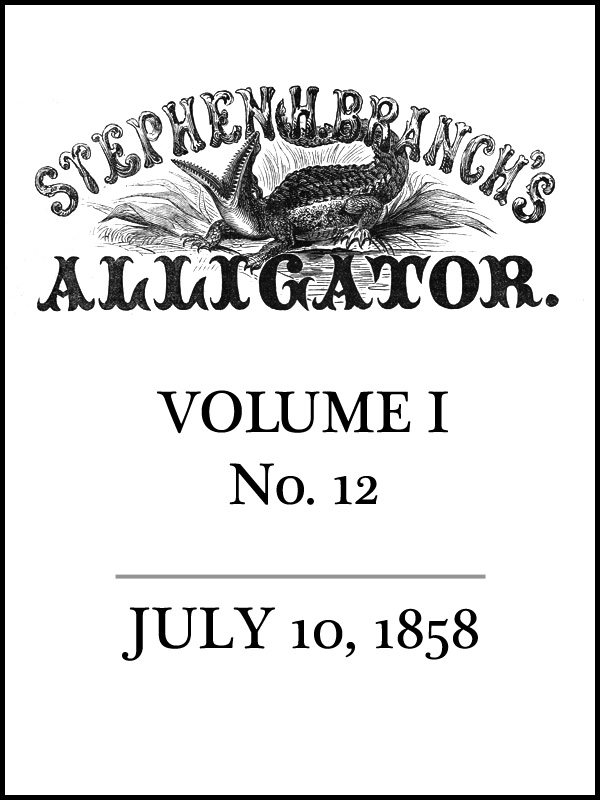 STEPHEN H. BRANCH'S
ALLIGATOR.
VOLUME I
No. 12
JULY 10, 1858